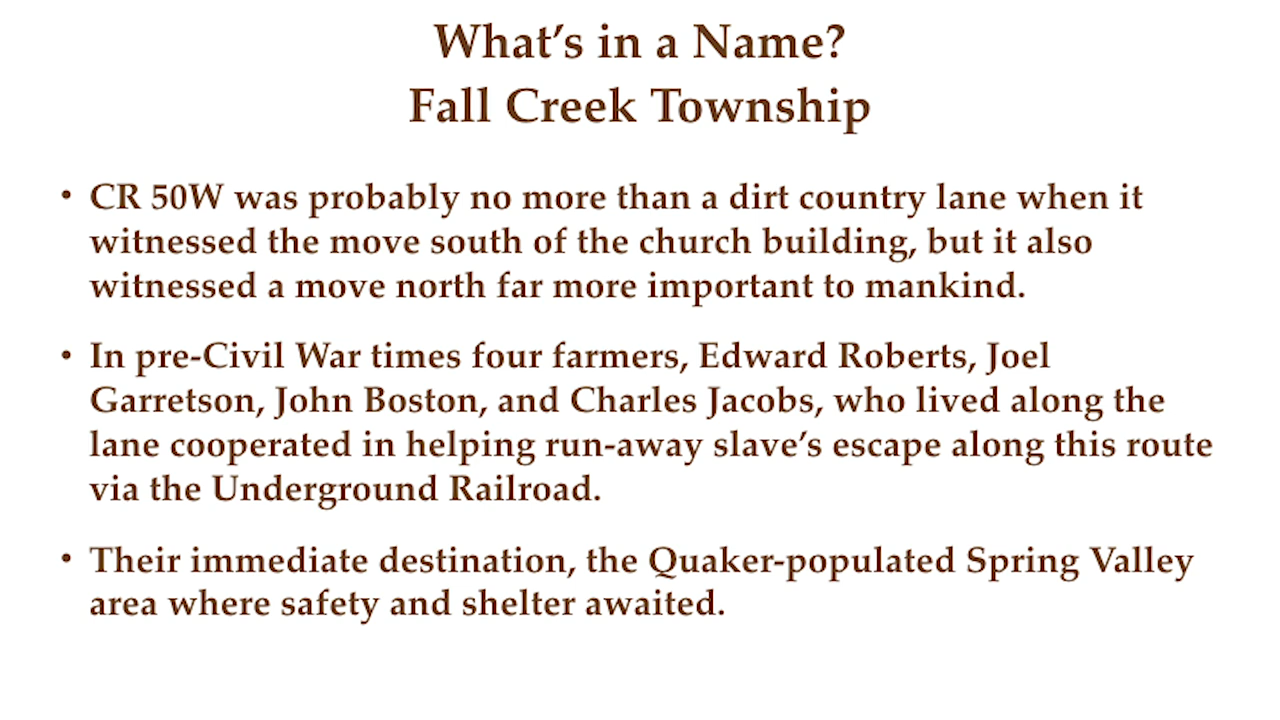 What’s in a Name?
Fall Creek Township
• CR 50W was probably no more than a dirt country lane when it
witnessed the move south of the church building, but it also
witnessed a move north far more important to mankind.
• In pre-Civil War times four farmers, Edward Roberts, Joel
Garretson, John Boston, and Charles Jacobs, who lived along the
lane cooperated in helping run-away slave’s escape along this route
via the Underground Railroad.
• Their immediate destination, the Quaker-populated Spring Valley
area where safety and shelter awaited.